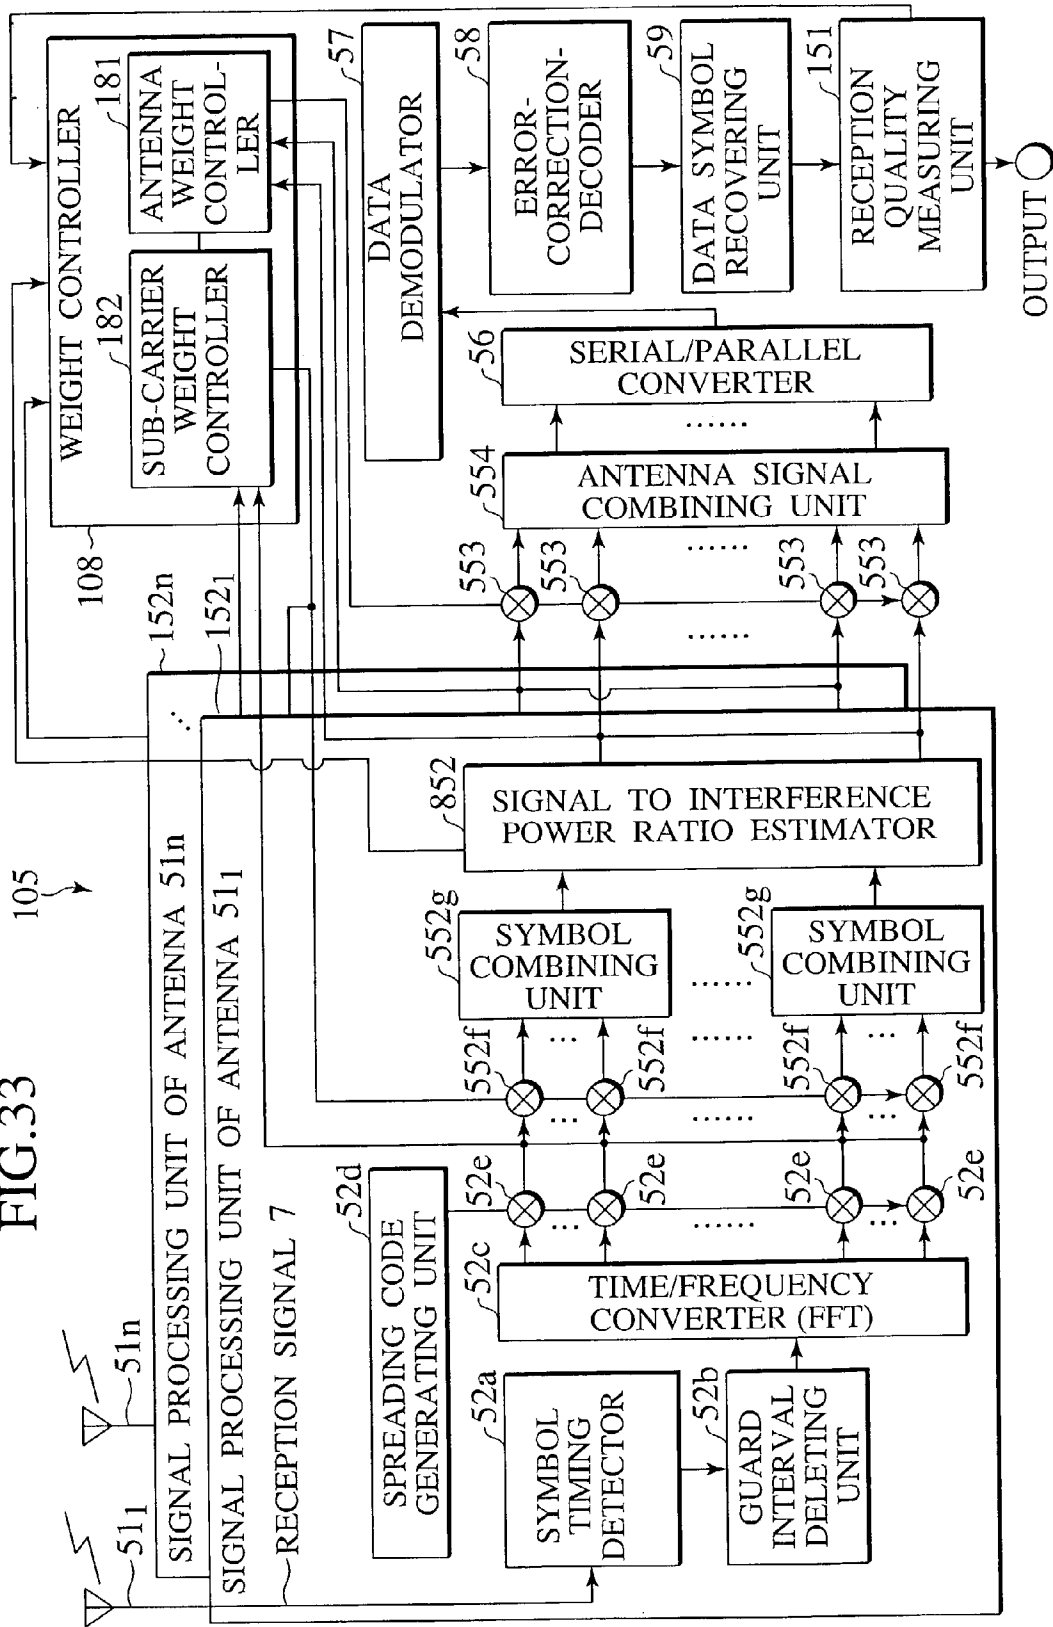 FIG.33
105
51₁
51n
SIGNAL PROCESSING UNIT OF ANTENNA 51n
SIGNAL PROCESSING UNIT OF ANTENNA 51₁
RECEPTION SIGNAL 7
152n
152₁
108
WEIGHT CONTROLLER
182
SUB-CARRIER
WEIGHT
CONTROLLER
181
ANTENNA
WEIGHT
CONTROL-
LER
52d
SPREADING CODE
GENERATING UNIT
52a
SYMBOL
TIMING
DETECTOR
52b
GUARD
INTERVAL
DELETING
UNIT
52c
TIME/FREQUENCY
CONVERTER (FFT)
52e
52e
52e
52e
552f
552f
552f
552f
552g
SYMBOL
COMBINING
UNIT
552g
SYMBOL
COMBINING
UNIT
852
SIGNAL TO INTERFERENCE
POWER RATIO ESTIMATOR
553
553
553
553
554
ANTENNA SIGNAL
COMBINING UNIT
56
SERIAL/PARALLEL
CONVERTER
57
DATA
DEMODULATOR
58
ERROR-
CORRECTION-
DECODER
59
DATA SYMBOL
RECOVERING
UNIT
151
RECEPTION
QUALITY
MEASURING
UNIT
OUTPUT